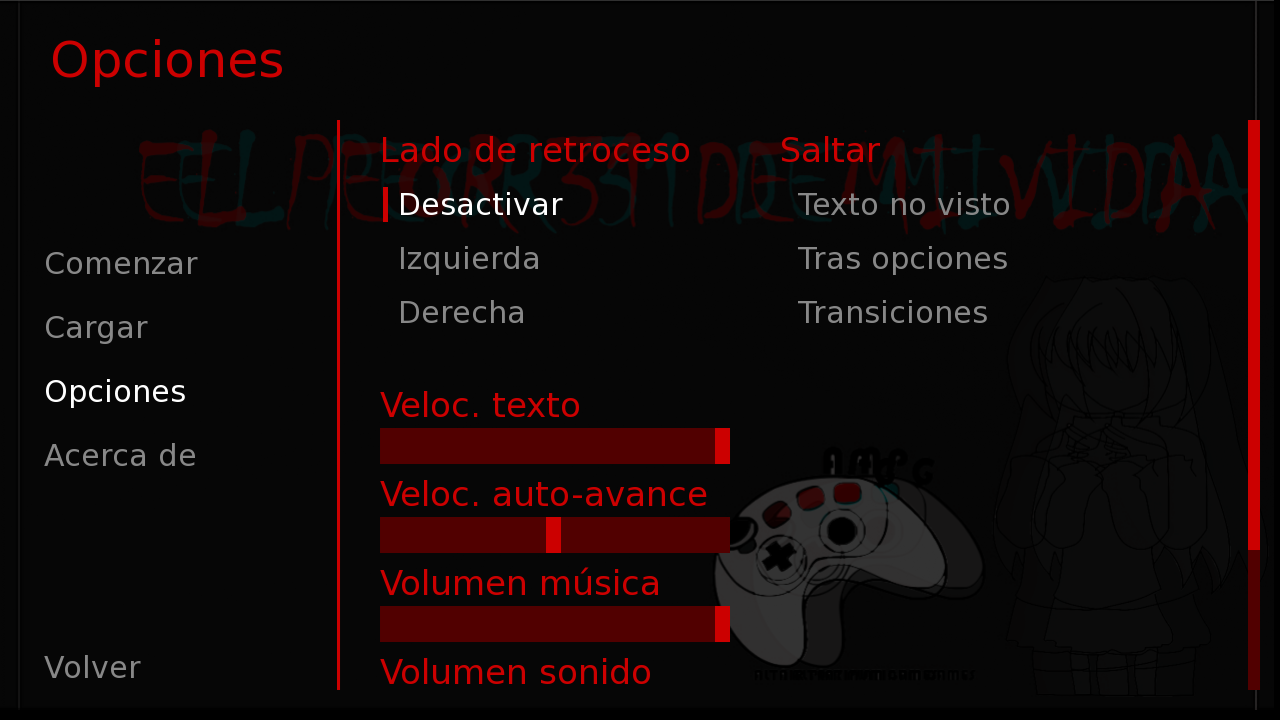 Opciones
Comenzar
Cargar
Opciones
Acerca de
Volver
Lado de retroceso
Desactivar
Izquierda
Derecha
Saltar
Texto no visto
Tras opciones
Transiciones
Veloc. texto
Veloc. auto-avance
Volumen música
Volumen sonido